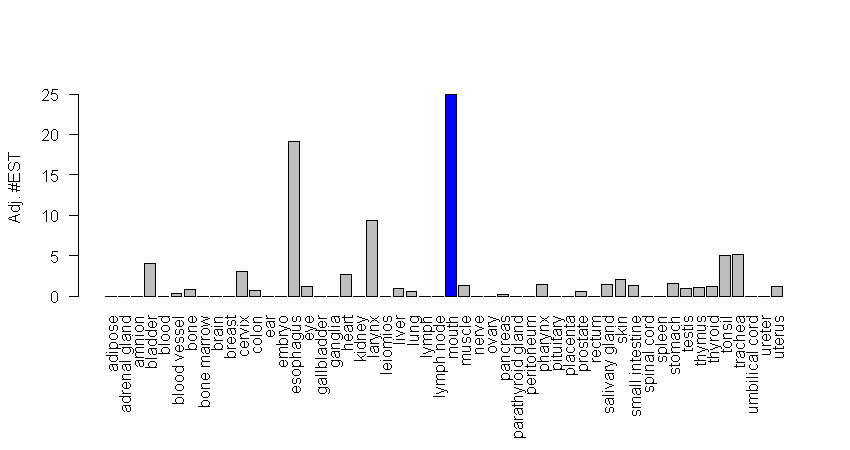 Adj. #EST
25
20
15
10
5
0
adipose
adrenal gland
amnion
bladder
blood
blood vessel
bone
bone marrow
brain
breast
cervix
colon
ear
embryo
esophagus
eye
gallbladder
ganglia
heart
kidney
larynx
leiomios
liver
lung
lymph
lymph node
mouth
muscle
nerve
ovary
pancreas
parathyroid gland
peritoneum
pharynx
pituitary
placenta
prostate
rectum
salivary gland
skin
small intestine
spinal cord
spleen
stomach
testis
thymus
thyroid
tonsil
trachea
umbilical cord
ureter
uterus